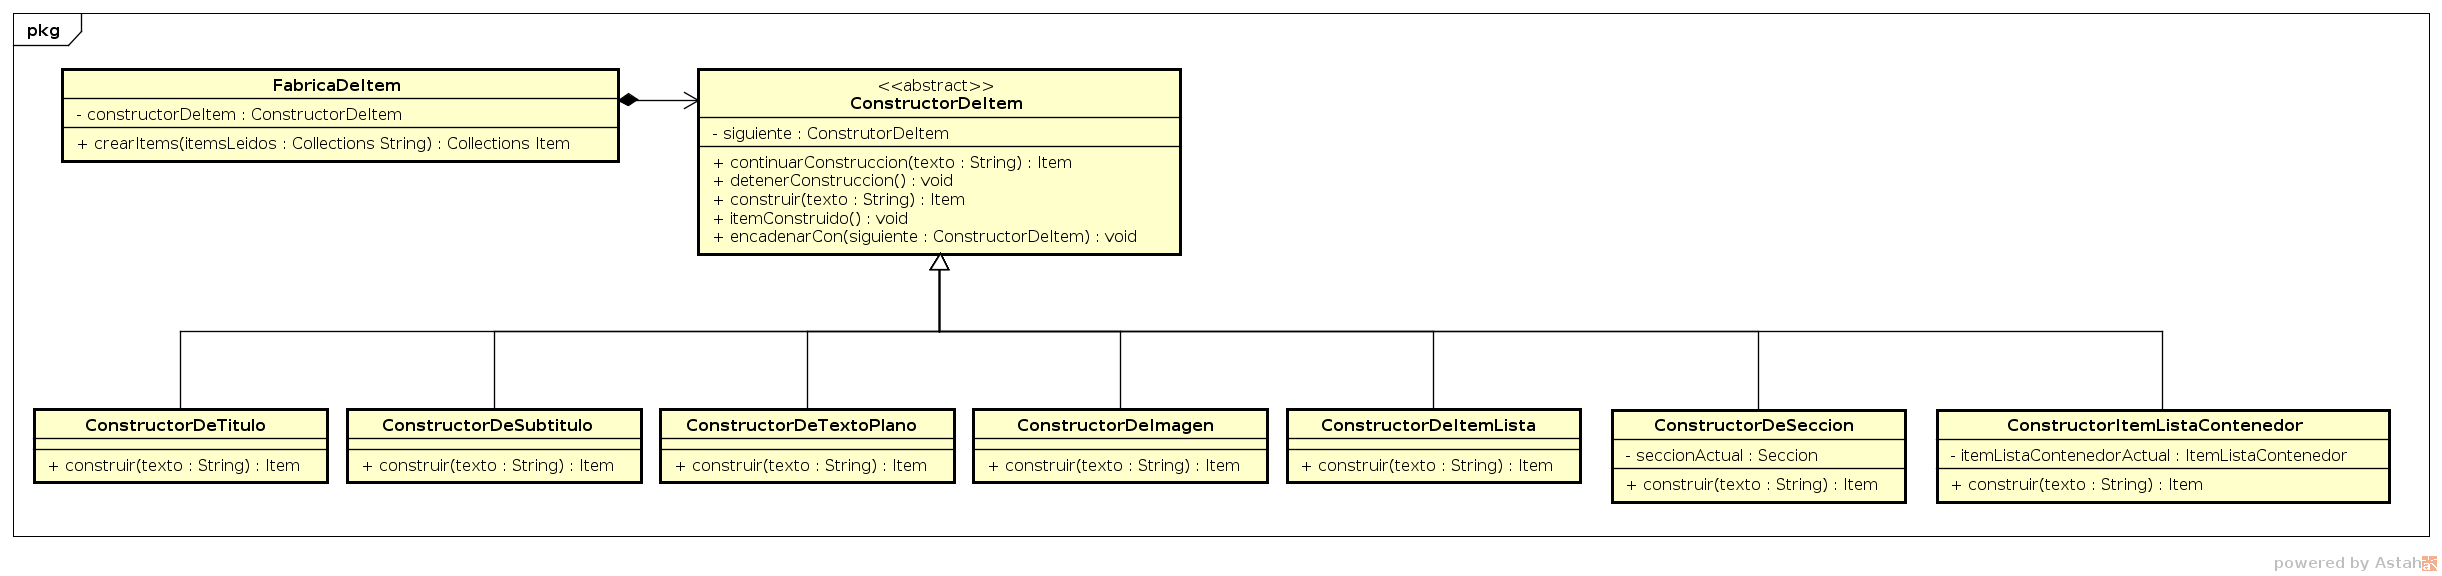 pkg
FabricaDeItem
- constructorDeItem : ConstructorDeItem
+ crearItems(itemsLeidos : Collections String) : Collections Item
<<abstract>>
ConstructorDeItem
- siguiente : ConstrutorDeItem
+ continuarConstruccion(texto : String) : Item
+ detenerConstruccion() : void
+ construir(texto : String) : Item
+ itemConstruido() : void
+ encadenarCon(siguiente : ConstructorDeItem) : void
ConstructorDeTitulo
+ construir(texto : String) : Item
ConstructorDeSubtitulo
+ construir(texto : String) : Item
ConstructorDeTextoPlano
+ construir(texto : String) : Item
ConstructorDeImagen
+ construir(texto : String) : Item
ConstructorDeItemLista
+ construir(texto : String) : Item
ConstructorDeSeccion
- seccionActual : Seccion
+ construir(texto : String) : Item
ConstructorItemListaContenedor
- itemListaContenedorActual : ItemListaContenedor
+ construir(texto : String) : Item
powered by Astah